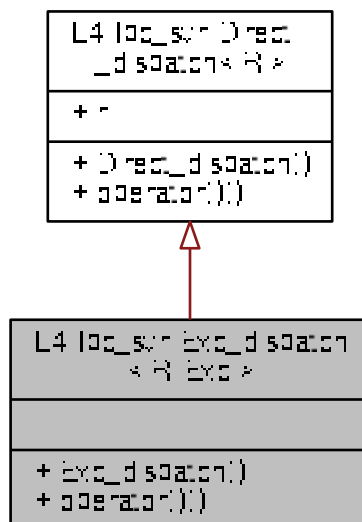 L4::Ipc_svr::Direct
_dispatch< R >
+ r
+ Direct_dispatch()
+ operator()()
L4::Ipc_svr::Exc_dispatch
< R, Exc >
+ Exc_dispatch()
+ operator()()